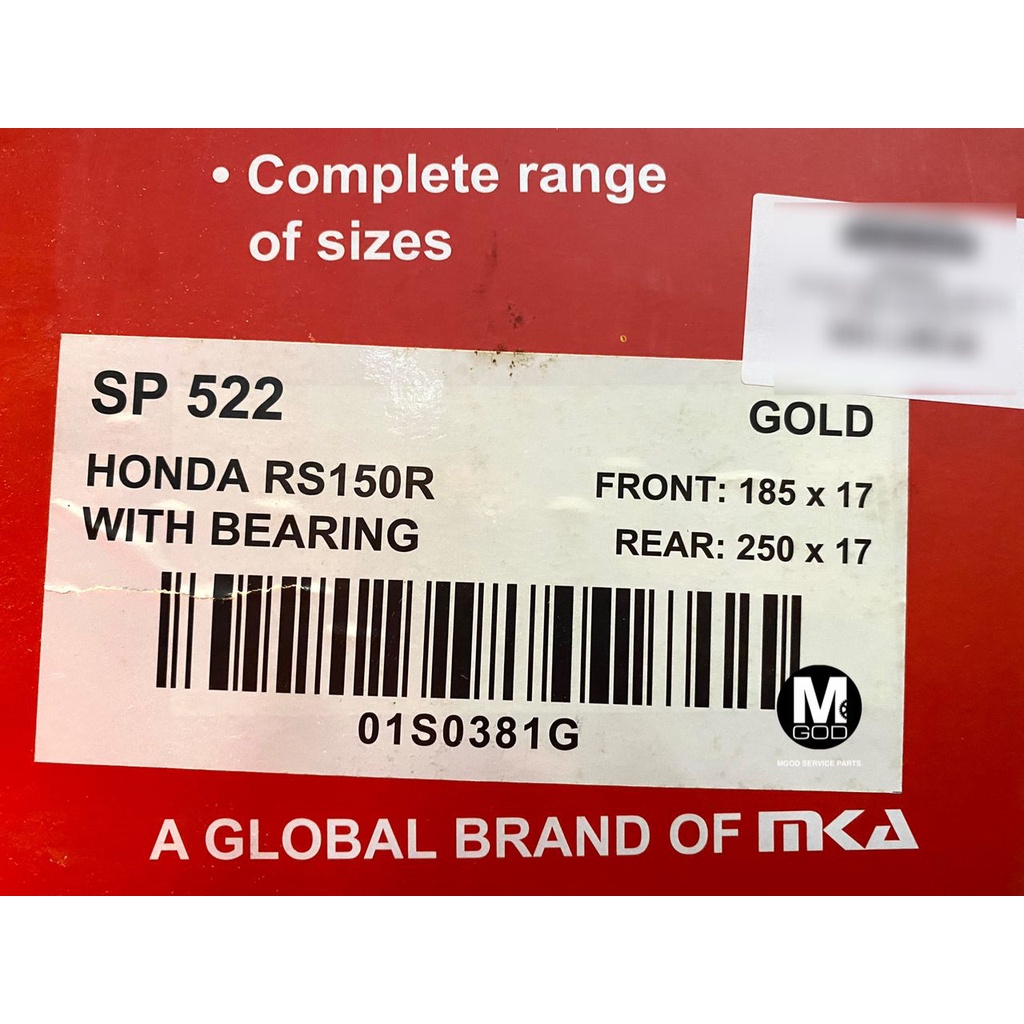 • Complete range
of sizes
SP 522
GOLD
HONDA RS150R
FRONT: 185 x 17
WITH BEARING
REAR: 250 x 17
01S0381G
M
GOD
MGOD SERVICE PARTS
A GLOBAL BRAND OF MKA